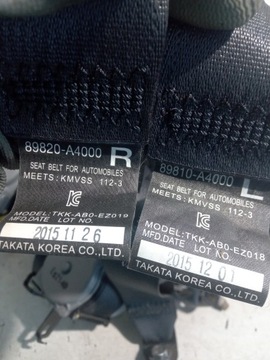 89820-A4000 R
SEAT BELT FOR AUTOMOBILES
MEETS:KMVSS 112-3
MODEL:TKK-AB0-EZ019
MFD.DATE LOT NO.
2015 11 26
TAKATA KOREA CO.,LTD.
89810-A4000 L
SEAT BELT FOR AUTOMOBILES
MEETS:KMVSS 112-3
MODEL:TKK-AB0-EZ018
MFD.DATE LOT NO.
2015 12 01
TAKATA KOREA CO.,LTD.